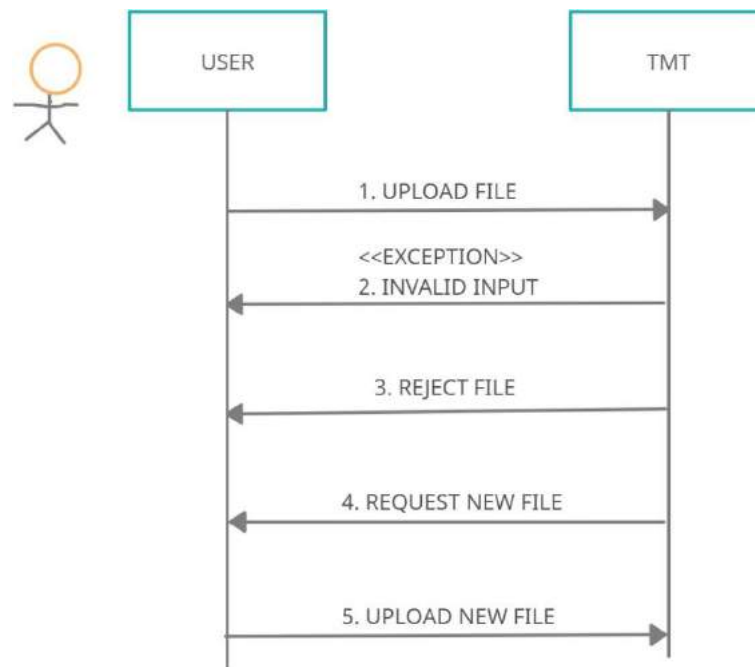 USER
TMT
1. UPLOAD FILE
<<EXCEPTION>>
2. INVALID INPUT
3. REJECT FILE
4. REQUEST NEW FILE
5. UPLOAD NEW FILE